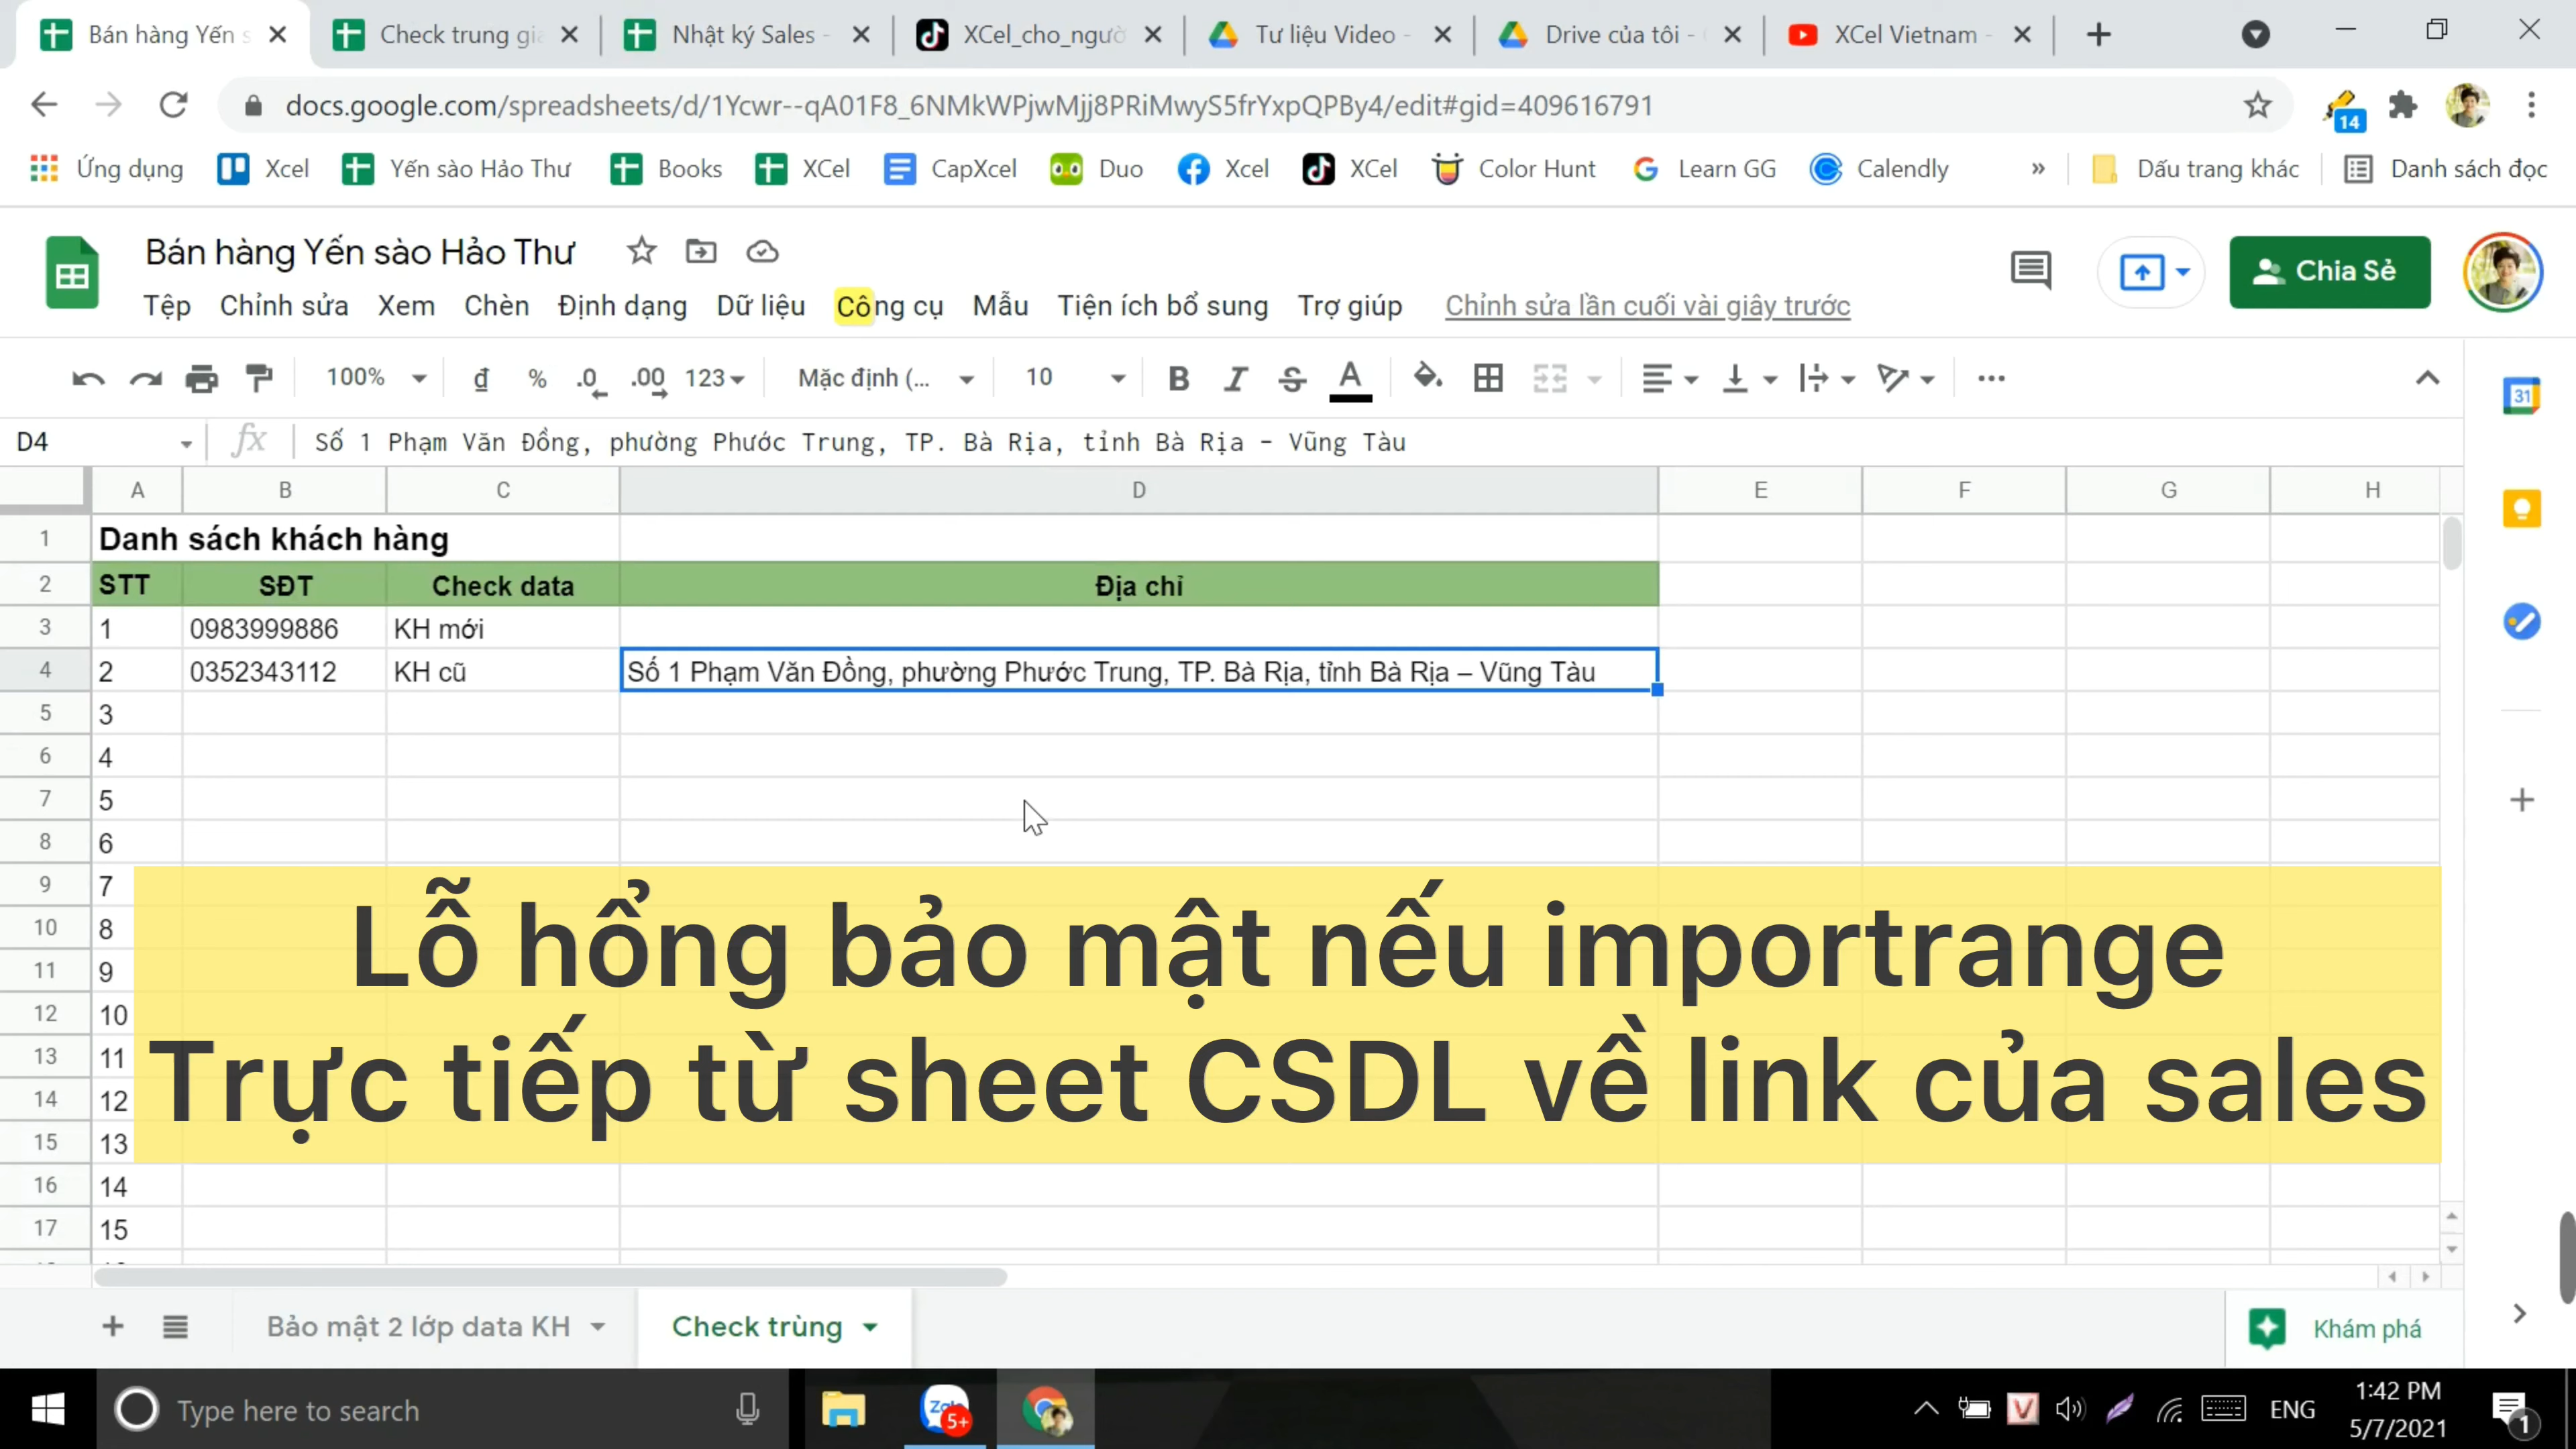 Bán hàng Yến s
Check trung gia
Nhật ký Sales -
XCel_cho_ngườ
Tư liệu Video -
Drive của tôi -
XCel Vietnam -
docs.google.com/spreadsheets/d/1Ycwr--qA01F8_6NMkWPjwMjj8PRiMwyS5frYxpQPBy4/edit#gid=409616791
14
Ứng dụng
Xcel
Yến sào Hảo Thư
Books
XCel
CapXcel
Duo
Xcel
XCel
Color Hunt
Learn GG
Calendly
»
Dấu trang khác
Danh sách đọc
Bán hàng Yến sào Hảo Thư
Chia Sẻ
Tệp Chỉnh sửa Xem Chèn Định dạng Dữ liệu Công cụ Mẫu Tiện ích bổ sung Trợ giúp Chỉnh sửa lần cuối vài giây trước
100% ₫ % .0 .00 123 Mặc định (... 10 B I S A
31
D4 fx Số 1 Phạm Văn Đồng, phường Phước Trung, TP. Bà Rịa, tỉnh Bà Rịa – Vũng Tàu
A B C D E F G H
1 Danh sách khách hàng
2 STT SĐT Check data Địa chỉ
3 1 0983999886 KH mới
4 2 0352343112 KH cũ Số 1 Phạm Văn Đồng, phường Phước Trung, TP. Bà Rịa, tỉnh Bà Rịa – Vũng Tàu
5 3
6 4
7 5
8 6
9 7
10 8
11 9
12 10
13 11
14 12
15 13
16 14
17 15
Lỗ hổng bảo mật nếu importrange
Trực tiếp từ sheet CSDL về link của sales
Bảo mật 2 lớp data KH
Check trùng
Khám phá
Type here to search
Zalo
5+
V
ENG
1:42 PM
5/7/2021
1